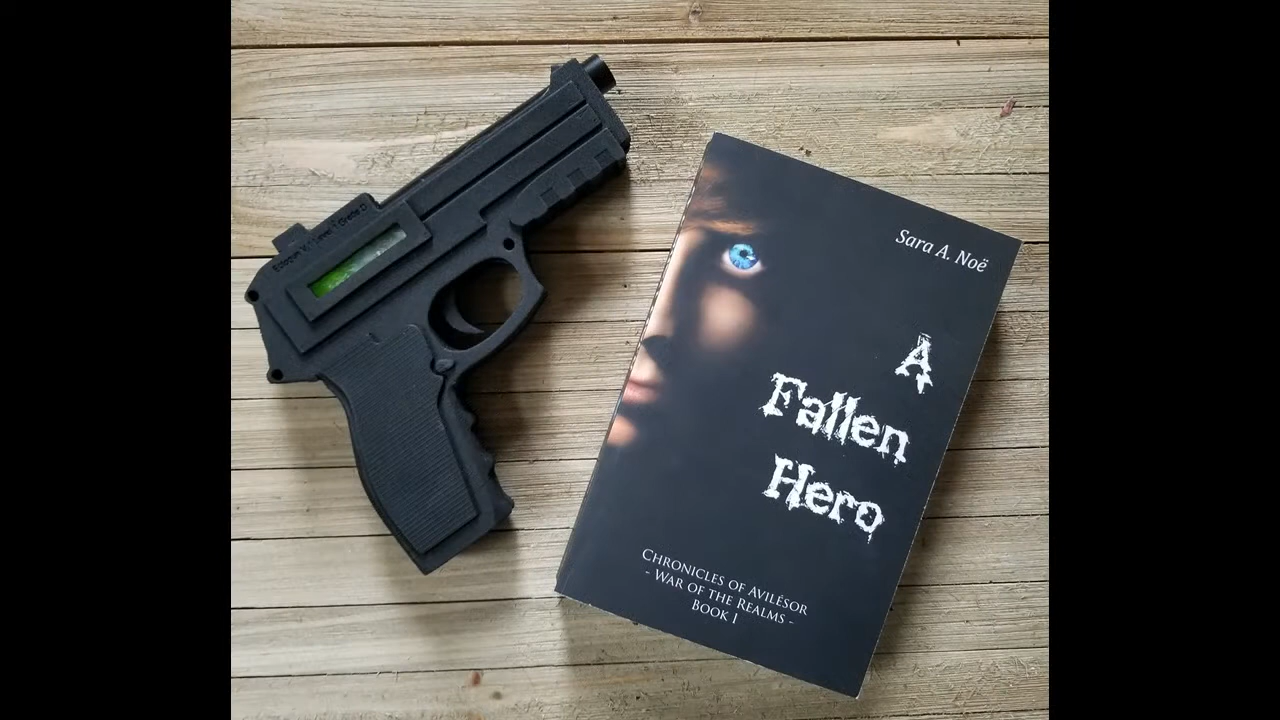 Sara A. Noë
A
Fallen
Hero
CHRONICLES OF AVILÉSOR
- WAR OF THE REALMS -
BOOK I